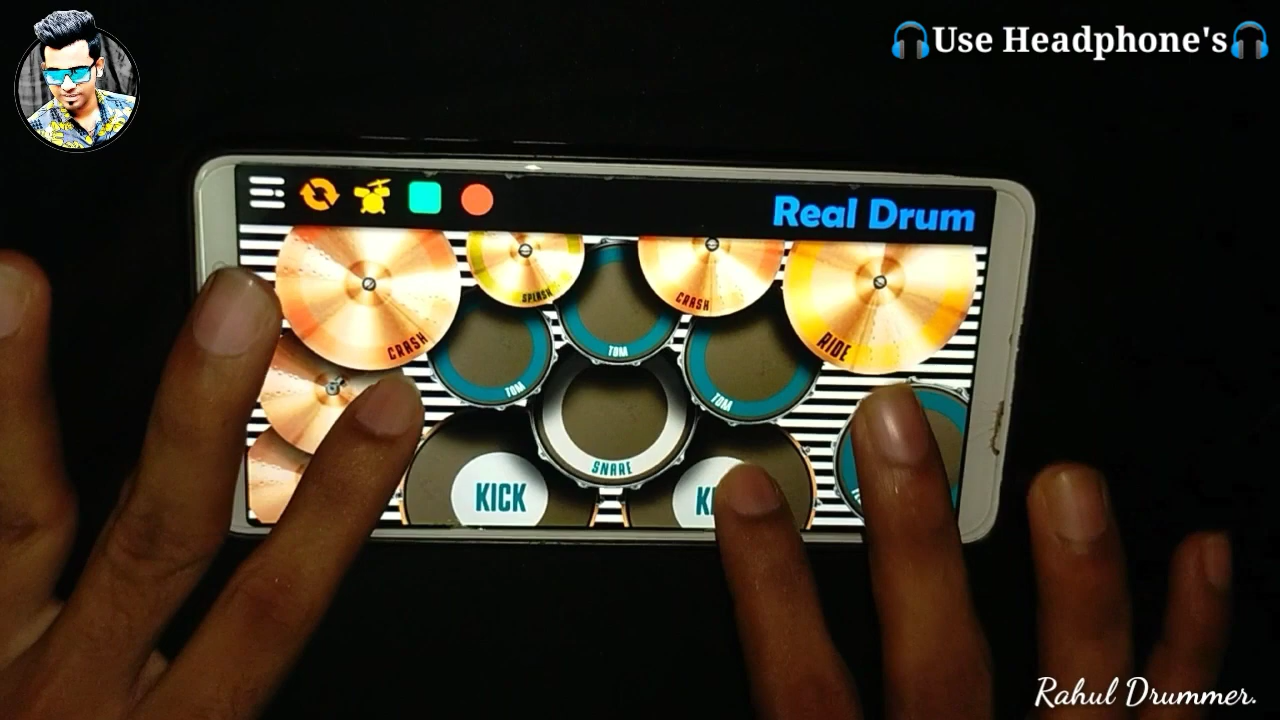 🎧Use Headphone's🎧
Real Drum
CRASH
SPLASH
CRASH
RIDE
TOM
TOM
TOM
SNARE
KICK
Rahul Drummer.